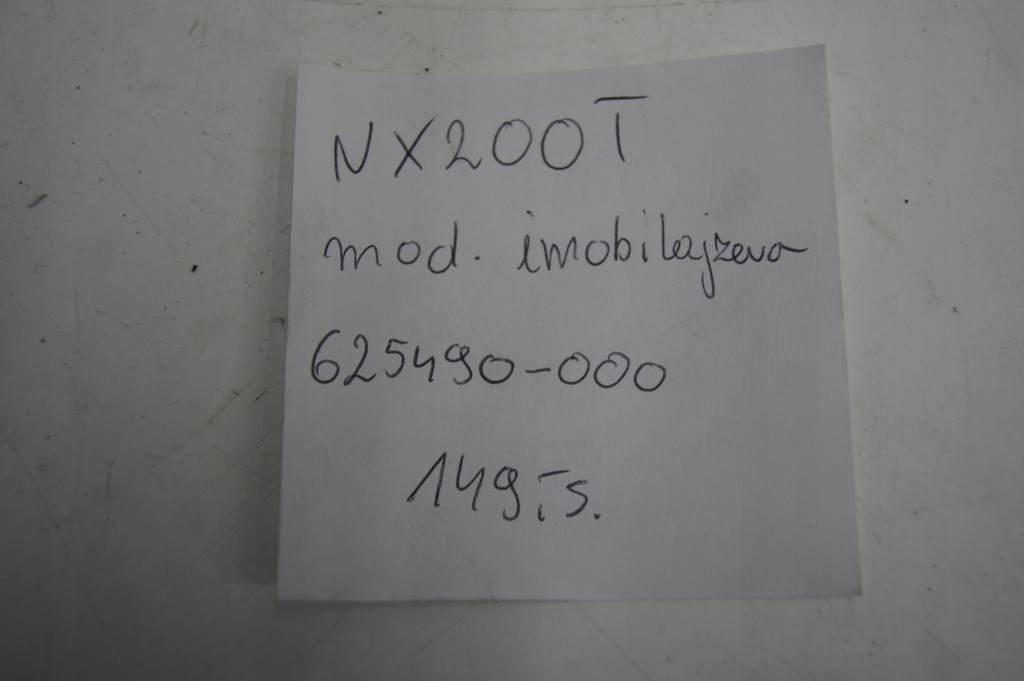 NX200T
mod. imobilajzera
625490-000
149,- s.